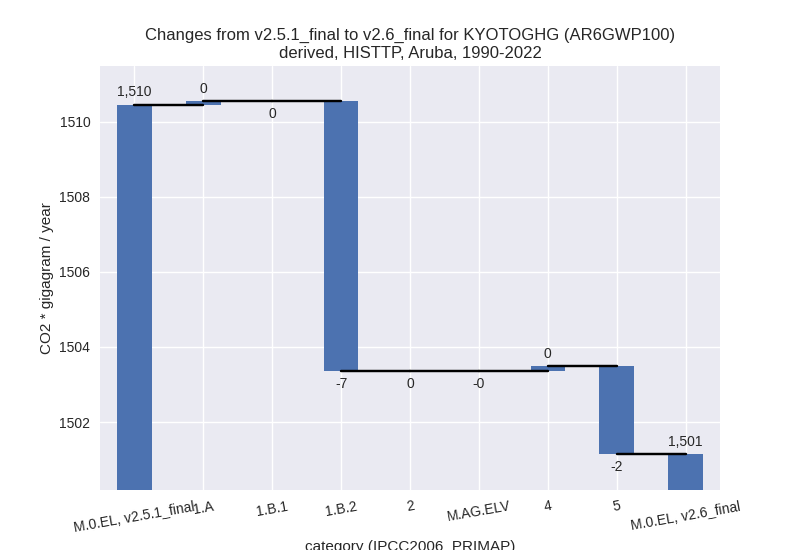 Changes from v2.5.1_final to v2.6_final for KYOTOGHG (AR6GWP100)
derived, HISTTP, Aruba, 1990-2022
1,510
0
0
-7
0
-0
0
-2
1,501
1510
1508
1506
1504
1502
CO2 * gigagram / year
M.0.EL, v2.5.1_final
1.A
1.B.1
1.B.2
2
M.AG.ELV
4
5
M.0.EL, v2.6_final
category (IPCC2006_PRIMAP)